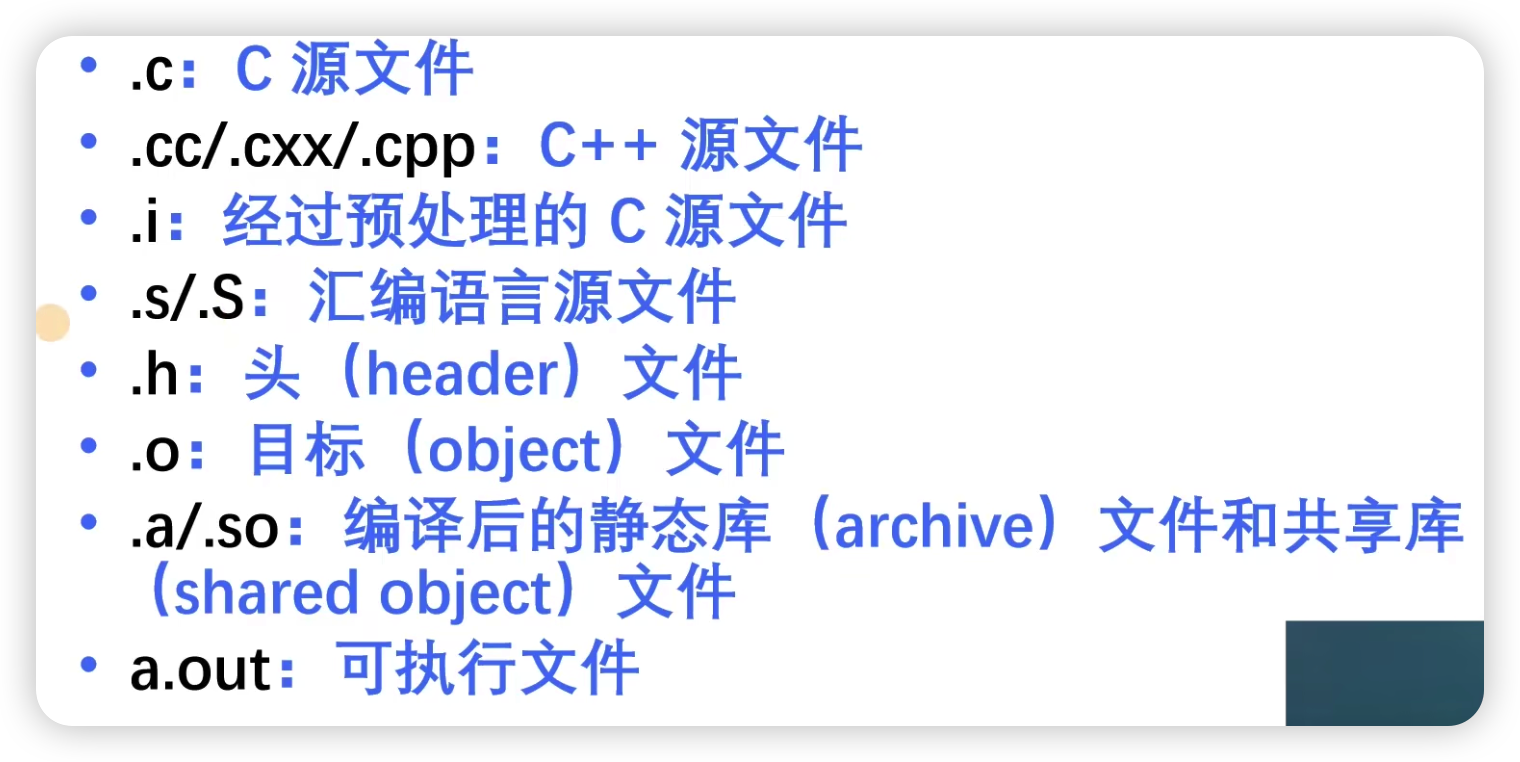 • .c：C 源文件
• .cc/.cxx/.cpp：C++ 源文件
• .i：经过预处理的 C 源文件
• .s/.S：汇编语言源文件
• .h：头（header）文件
• .o：目标（object）文件
• .a/.so：编译后的静态库（archive）文件和共享库
（shared object）文件
• a.out：可执行文件